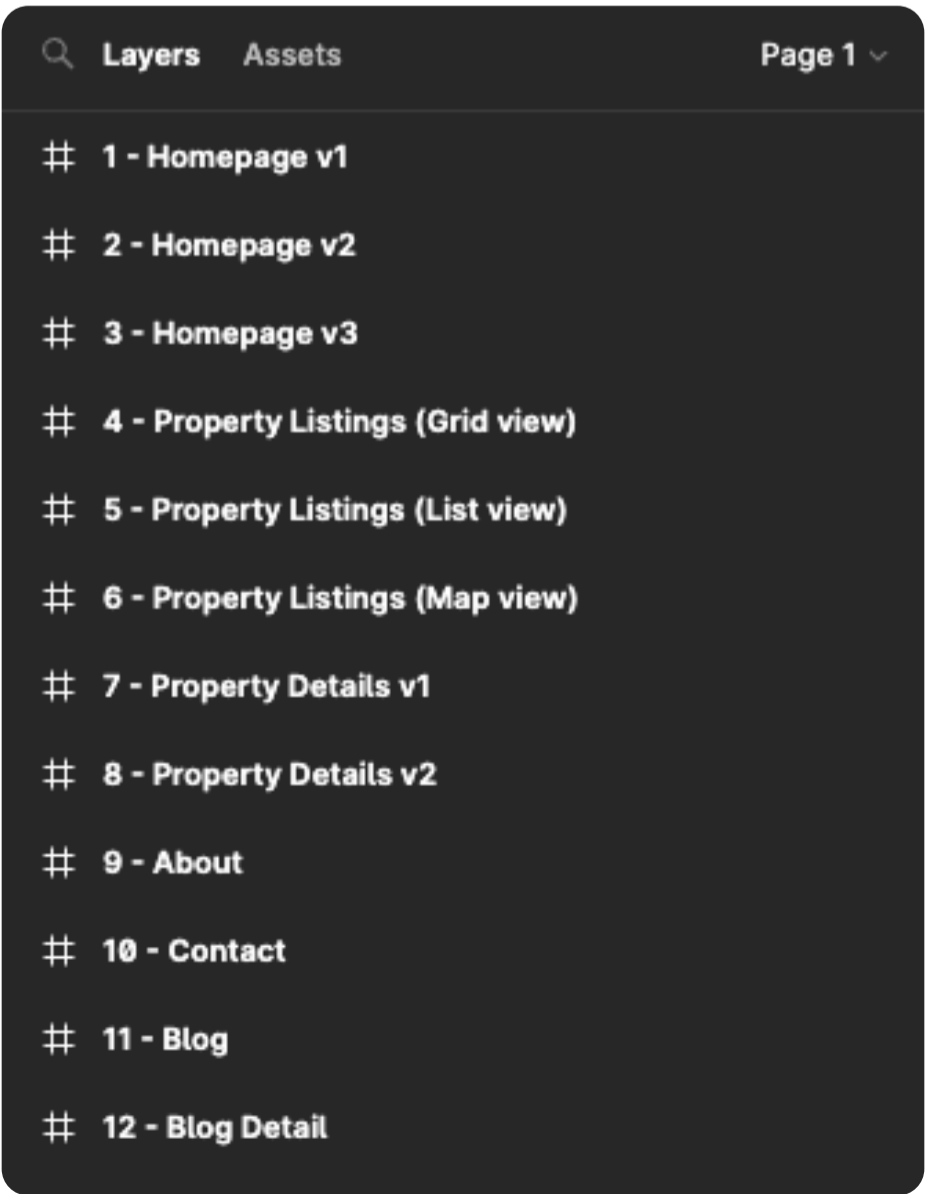 Layers Assets Page 1
1 - Homepage v1
2 - Homepage v2
3 - Homepage v3
4 - Property Listings (Grid view)
5 - Property Listings (List view)
6 - Property Listings (Map view)
7 - Property Details v1
8 - Property Details v2
9 - About
10 - Contact
11 - Blog
12 - Blog Detail